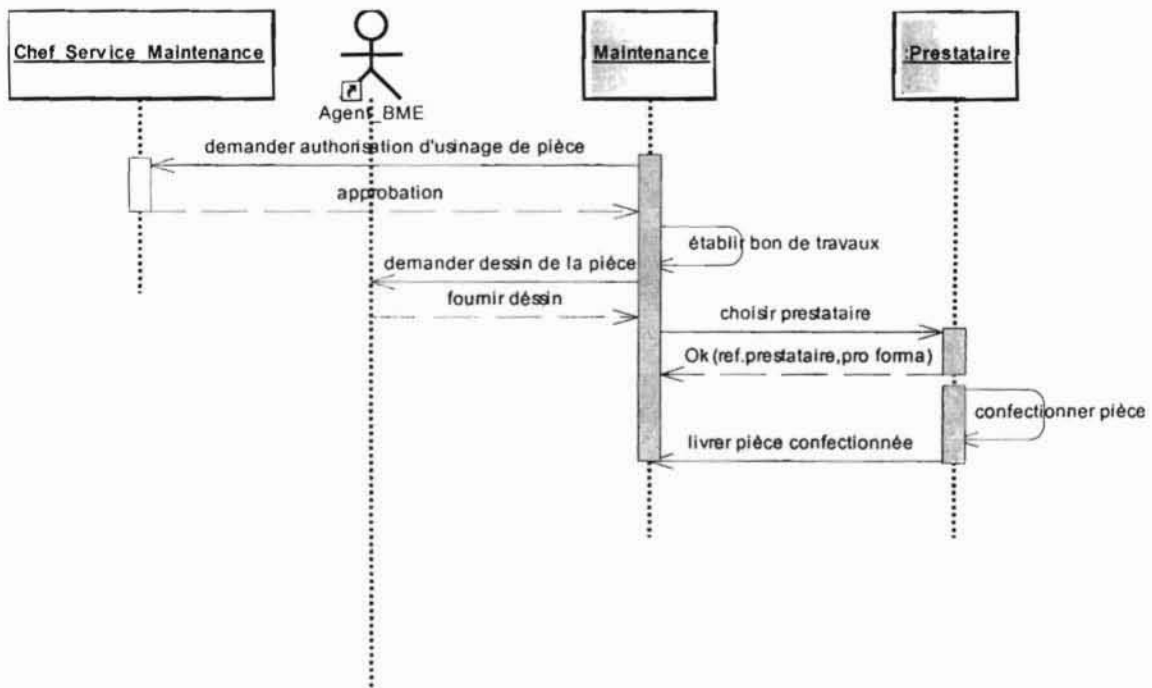 Chef Service Maintenance
Maintenance
:Prestataire
Agent_BME
demander authorisation d'usinage de pièce
approbation
établir bon de travaux
demander dessin de la pièce
fournir déssin
choisir prestataire
Ok(ref.prestataire,pro forma)
confectionner pièce
livrer pièce confectionnée